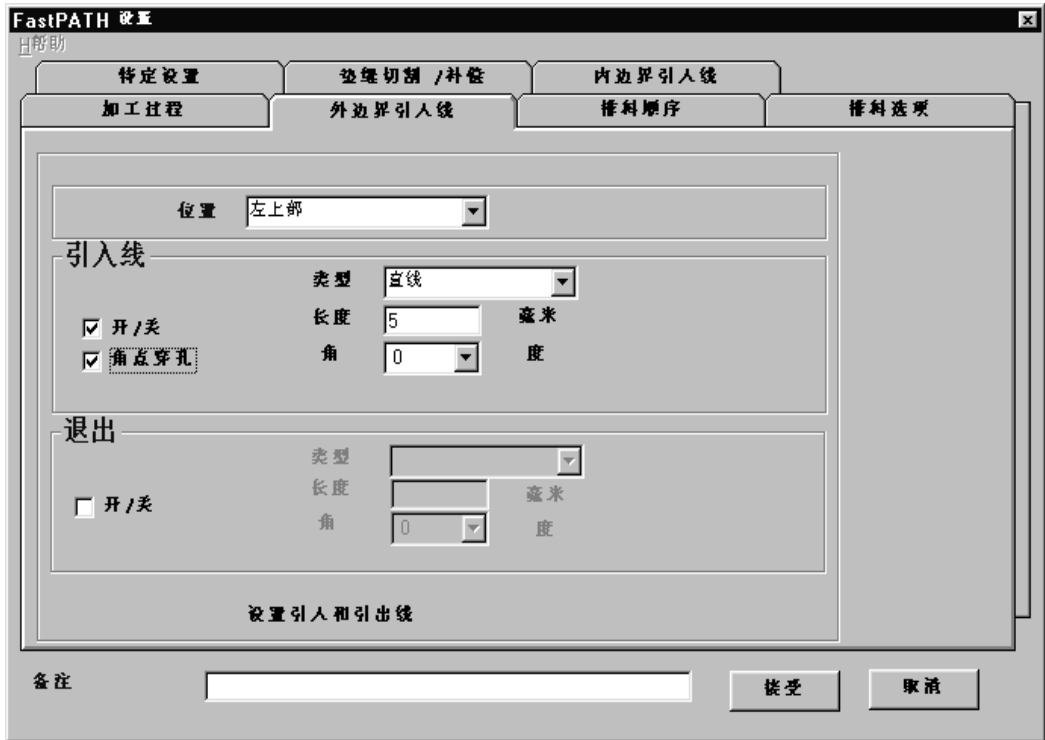 FastPATH 设置
H帮助
特定设置 垫缝切割 /补偿 内边界引入线
加工过程 外边界引入线 排料顺序 排料选项
位置 左上部
引入线
类型 直线
开/关 长度 5 毫米
角点穿孔 角 0 度
退出
类型
长度 毫米
开/关
角 0 度
设置引入和引出线
备注 接受 取消